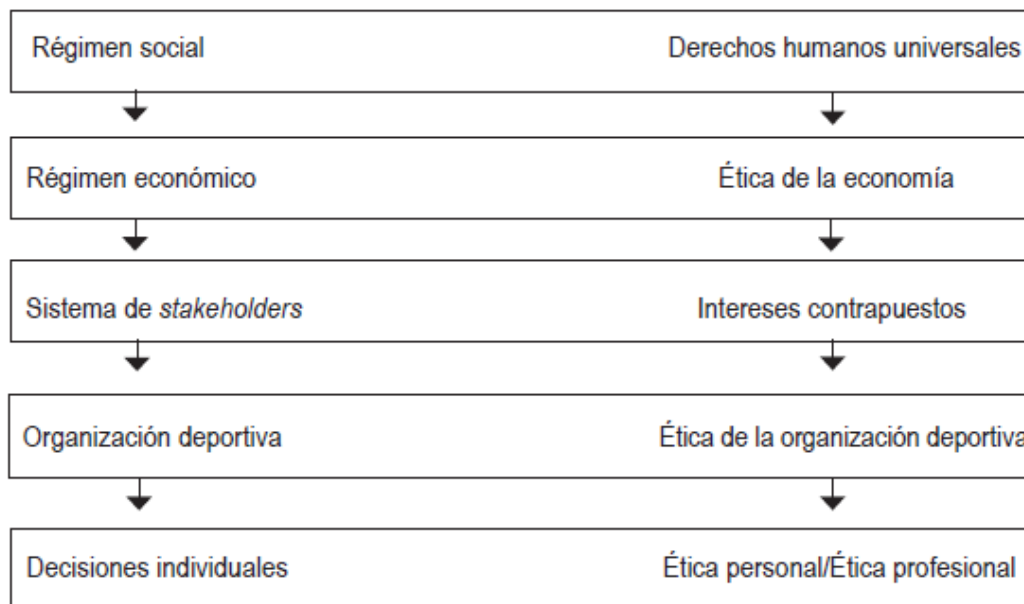 Régimen social Derechos humanos universales
Régimen económico Ética de la economía
Sistema de stakeholders Intereses contrapuestos
Organización deportiva Ética de la organización deportiva
Decisiones individuales Ética personal/Ética profesional